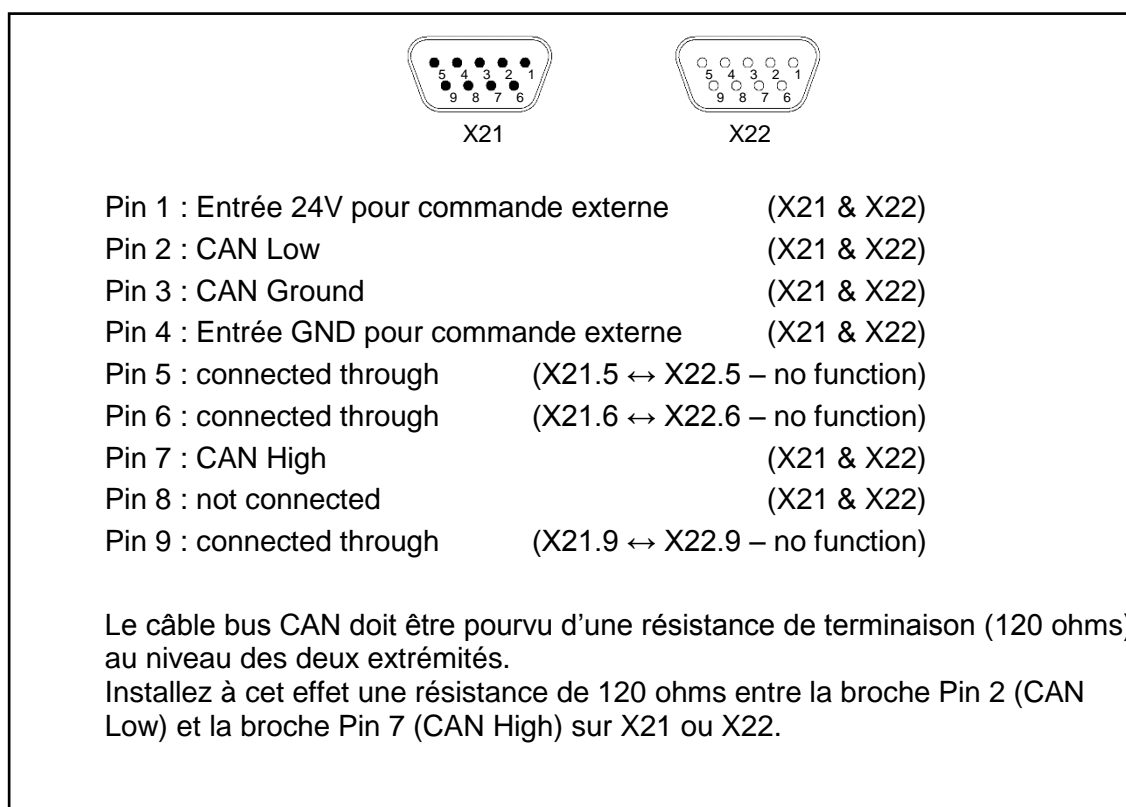 5 4 3 2 1
9 8 7 6
X21
5 4 3 2 1
9 8 7 6
X22
Pin 1 : Entrée 24V pour commande externe (X21 & X22)
Pin 2 : CAN Low (X21 & X22)
Pin 3 : CAN Ground (X21 & X22)
Pin 4 : Entrée GND pour commande externe (X21 & X22)
Pin 5 : connected through (X21.5 ↔ X22.5 – no function)
Pin 6 : connected through (X21.6 ↔ X22.6 – no function)
Pin 7 : CAN High (X21 & X22)
Pin 8 : not connected (X21 & X22)
Pin 9 : connected through (X21.9 ↔ X22.9 – no function)
Le câble bus CAN doit être pourvu d’une résistance de terminaison (120 ohms)
au niveau des deux extrémités.
Installez à cet effet une résistance de 120 ohms entre la broche Pin 2 (CAN
Low) et la broche Pin 7 (CAN High) sur X21 ou X22.